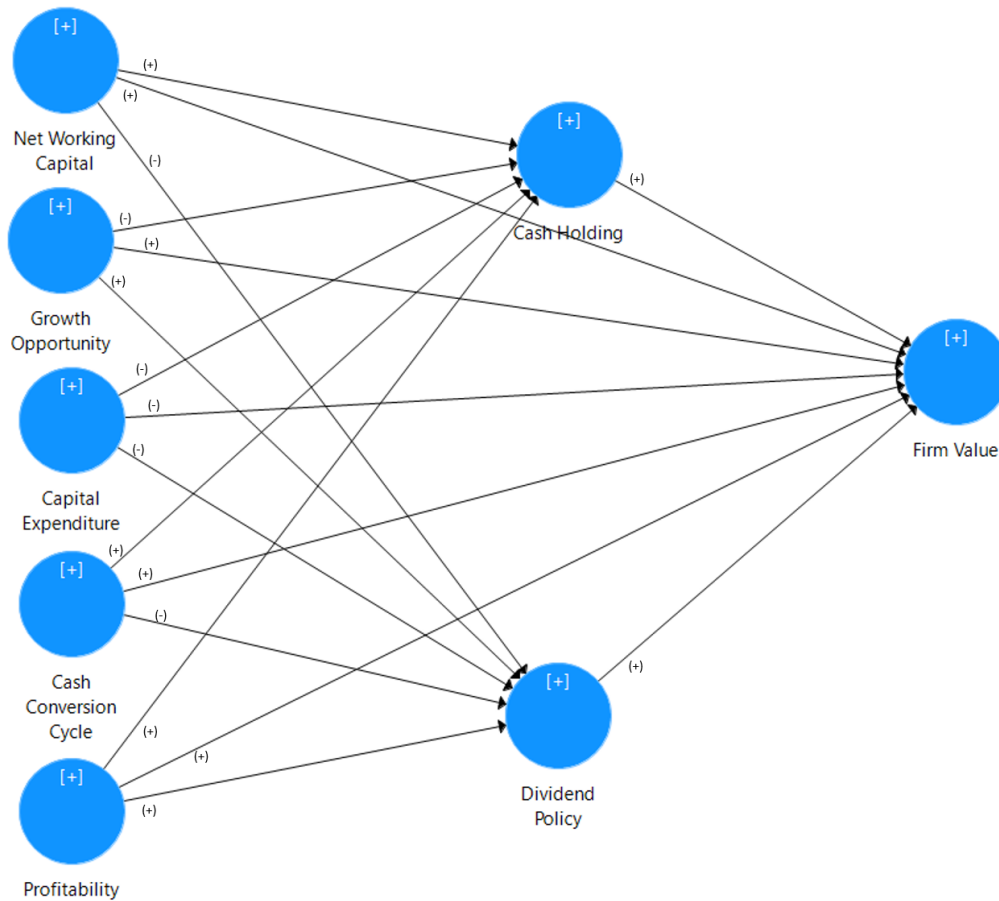 [+]
(+)
(+)
Net Working
Capital
(-)
[+]
Cash Holding
(+)
[+]
(-)
(+)
(+)
Growth
Opportunity
[+]
Firm Value
[+]
(-)
(-)
(-)
Capital
Expenditure
[+]
(+)
(+)
(-)
Cash
Conversion
Cycle
[+]
Dividend
Policy
(+)
[+]
(+)
(+)
(+)
Profitability